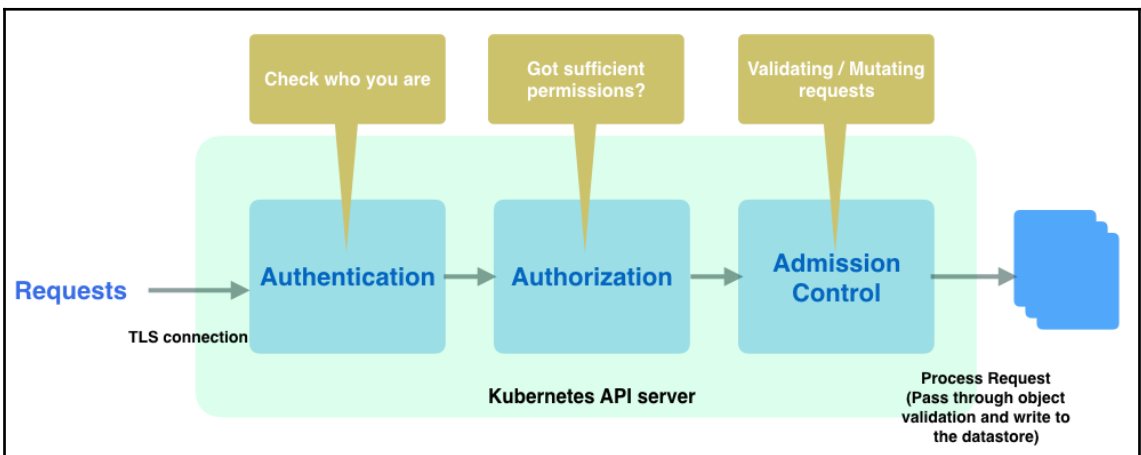 Check who you are
Got sufficient
permissions?
Validating / Mutating
requests
Requests
TLS connection
Authentication
Authorization
Admission
Control
Kubernetes API server
Process Request
(Pass through object
validation and write to
the datastore)